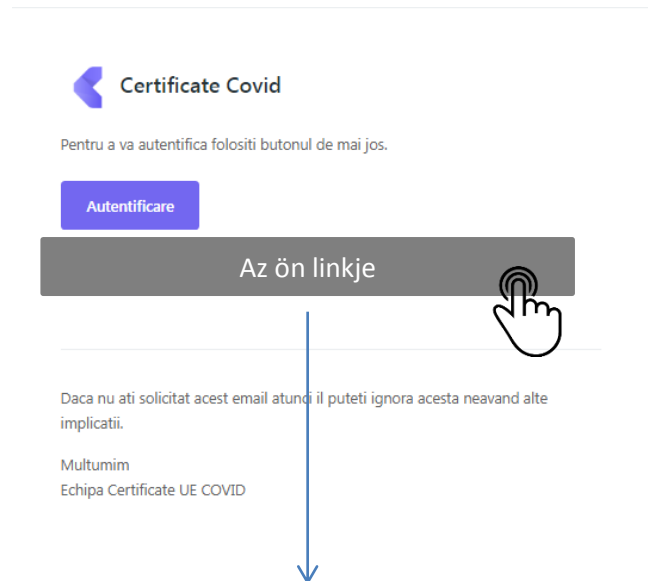 Certificate Covid
Pentru a va autentifica folositi butonul de mai jos.
Autentificare
Az ön linkje
Daca nu ati solicitat acest email atunci il puteti ignora acesta neavand alte
implicatii.
Multumim
Echipa Certificate UE COVID